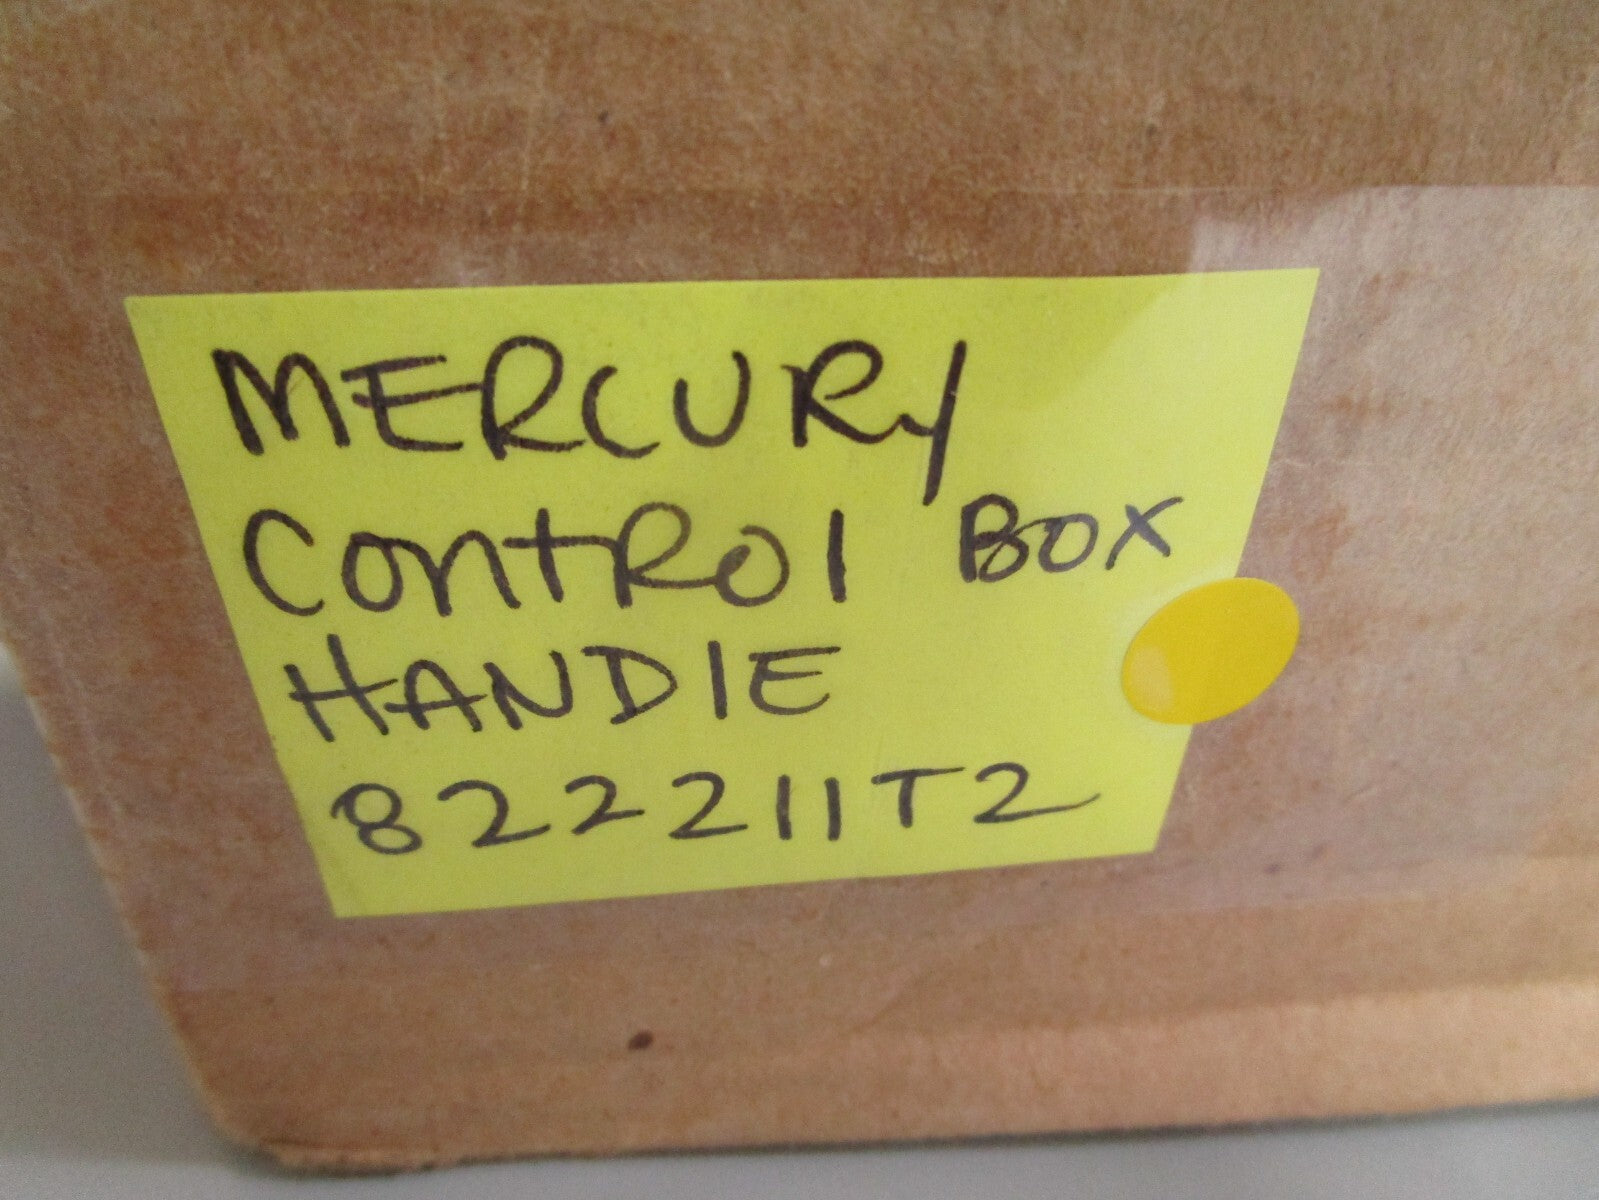 MERCURY
CONTROl BOX
HANDlE
822211T2